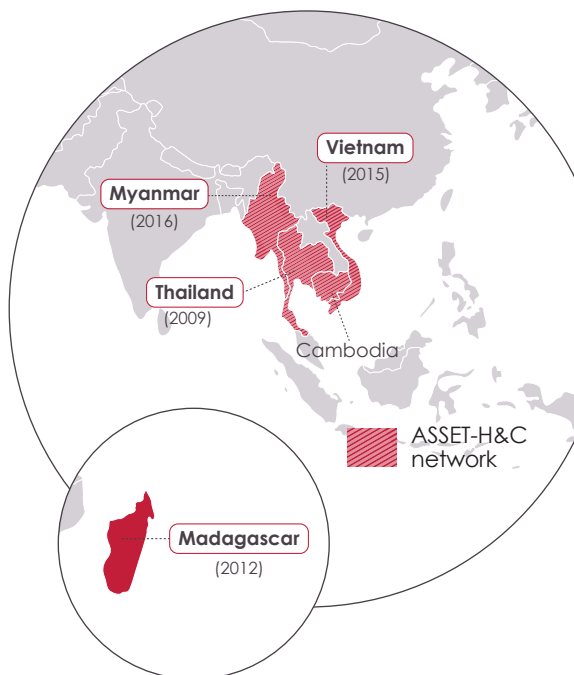 Vietnam
(2015)
Myanmar
(2016)
Thailand
(2009)
Cambodia
ASSET-H&C
network
Madagascar
(2012)